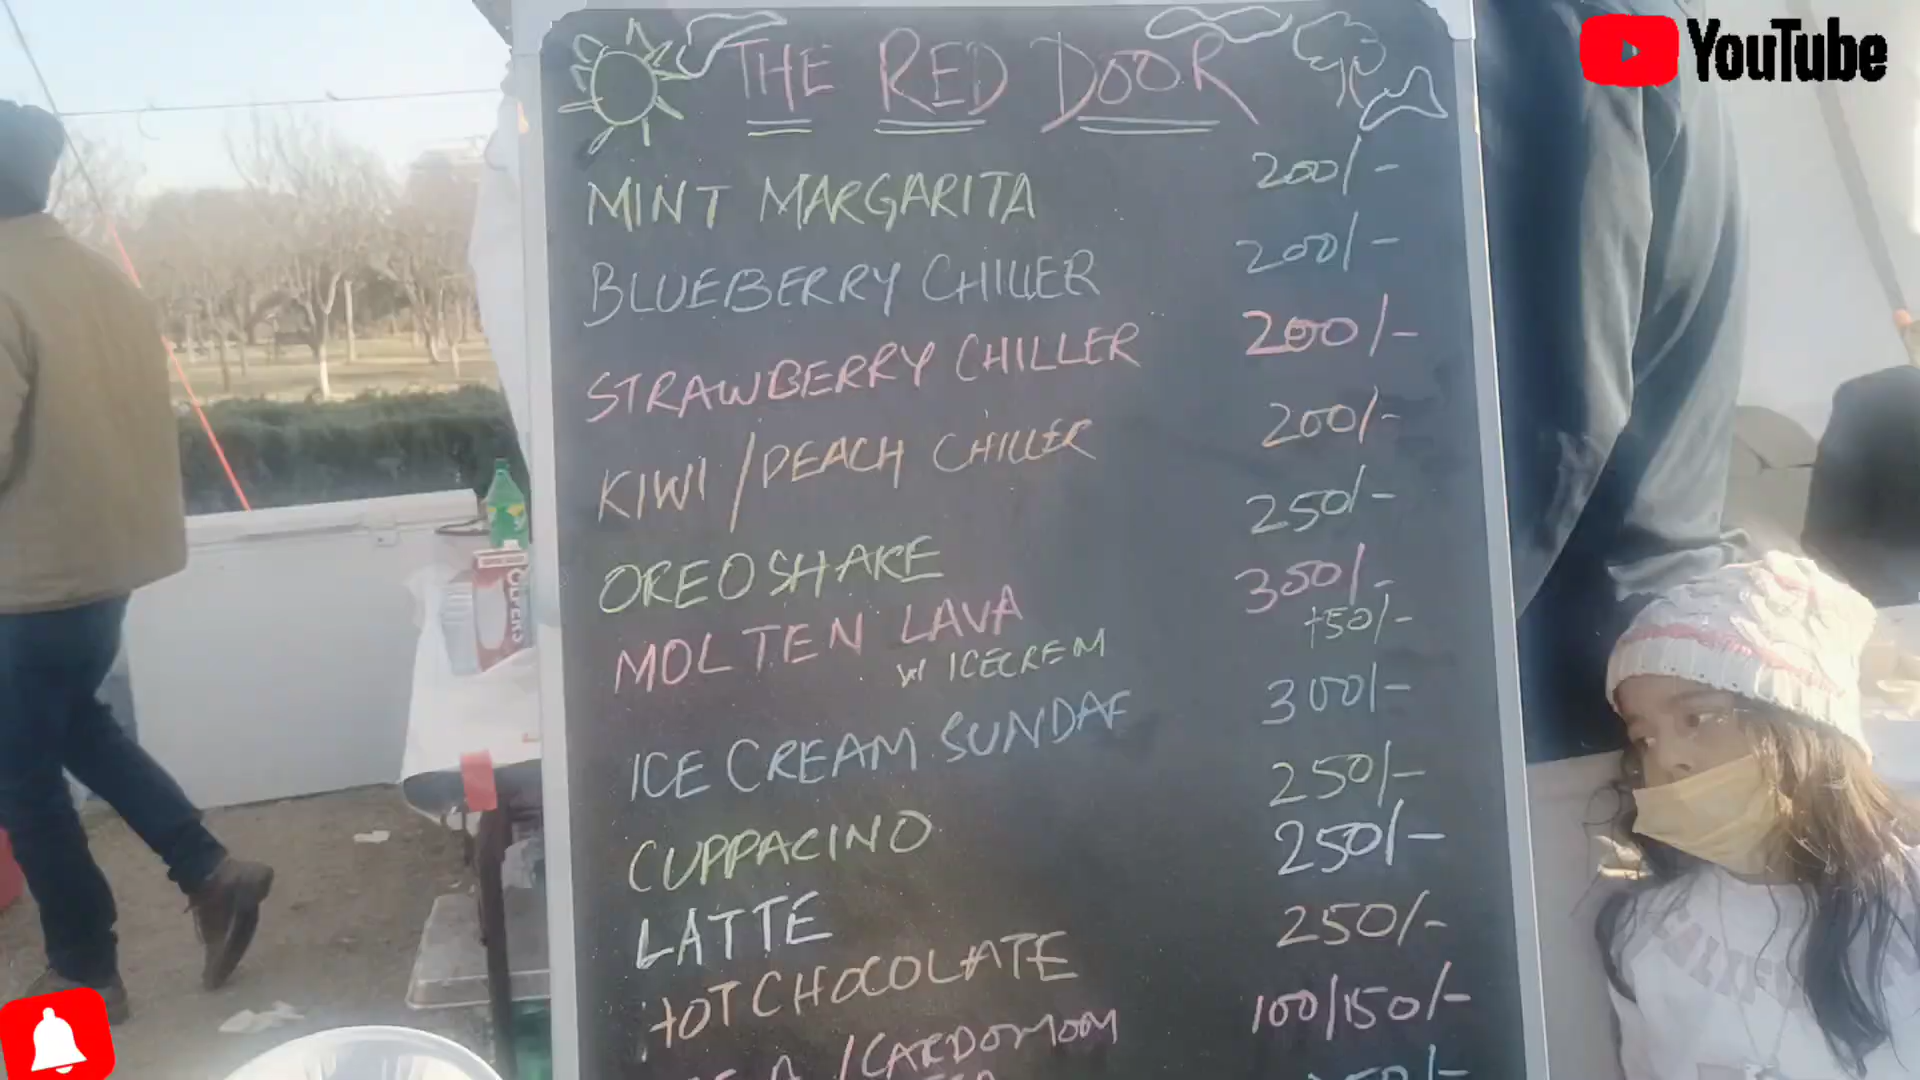 YouTube
THE RED DOOR
MINT MARGARITA 200/-
BLUEBERRY CHILLER 200/-
STRAWBERRY CHILLER 200/-
KIWI / PEACH CHILLER 200/-
OREO SHAKE 250/-
MOLTEN LAVA 300/-
W/ ICECREM +50/-
ICE CREAM SUNDAE 300/-
CUPPACINO 250/-
LATTE 250/-
HOT CHOCOLATE 250/-
/CARDOMOM 100/150/-
OLPERS